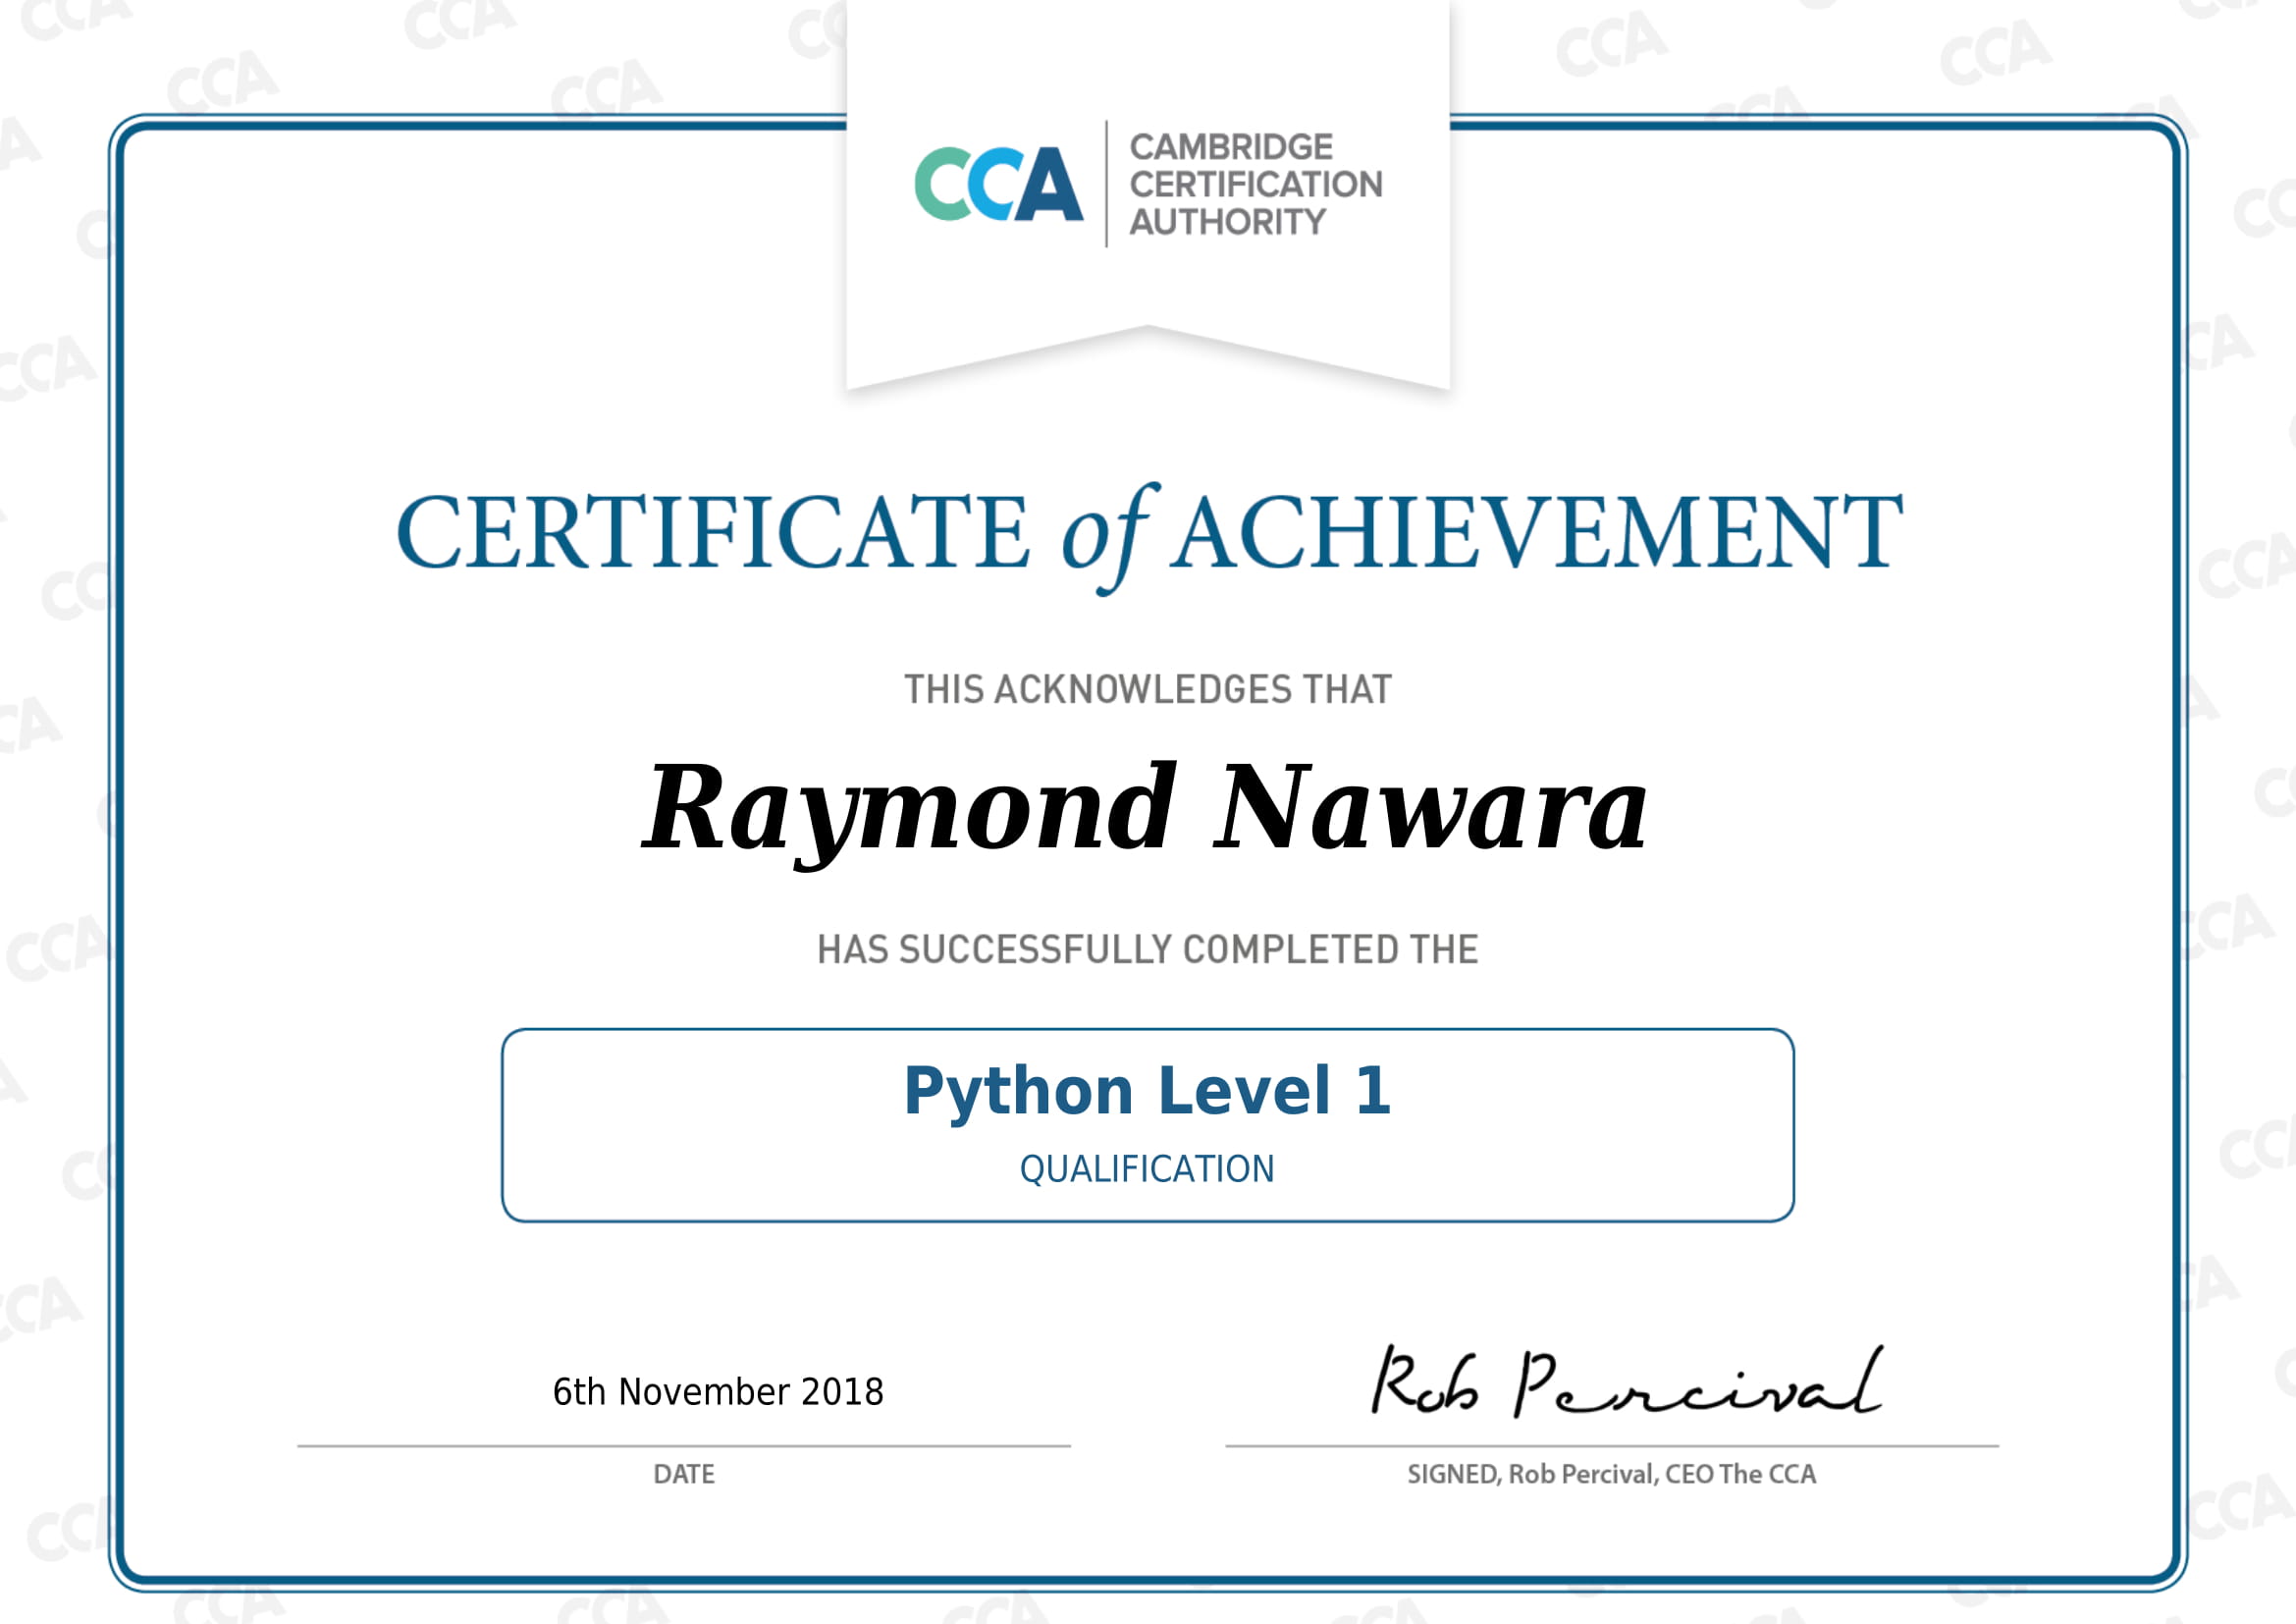 CCA
CAMBRIDGE
CERTIFICATION
AUTHORITY
CERTIFICATE of ACHIEVEMENT
THIS ACKNOWLEDGES THAT
Raymond Nawara
HAS SUCCESSFULLY COMPLETED THE
Python Level 1
QUALIFICATION
6th November 2018
Rob Percival
DATE
SIGNED, Rob Percival, CEO The CCA